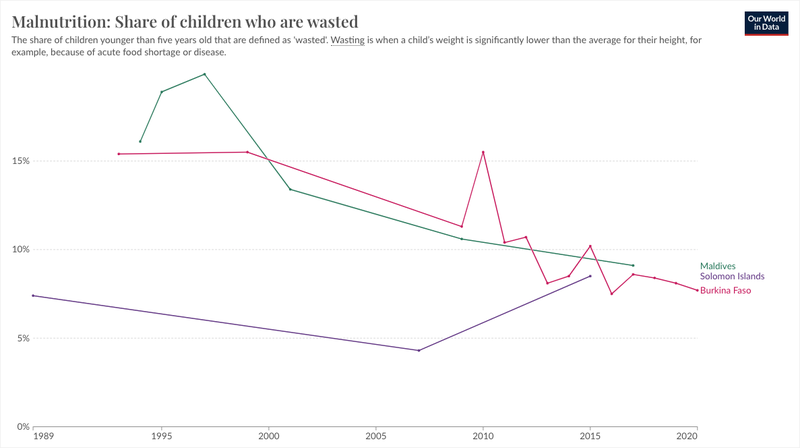 Malnutrition: Share of children who are wasted
The share of children younger than five years old that are defined as 'wasted'. Wasting is when a child's weight is significantly lower than the average for their height, for
example, because of acute food shortage or disease.
Our World
in Data
15%
10%
5%
0%
Maldives
Solomon Islands
Burkina Faso
1989
1995
2000
2005
2010
2015
2020